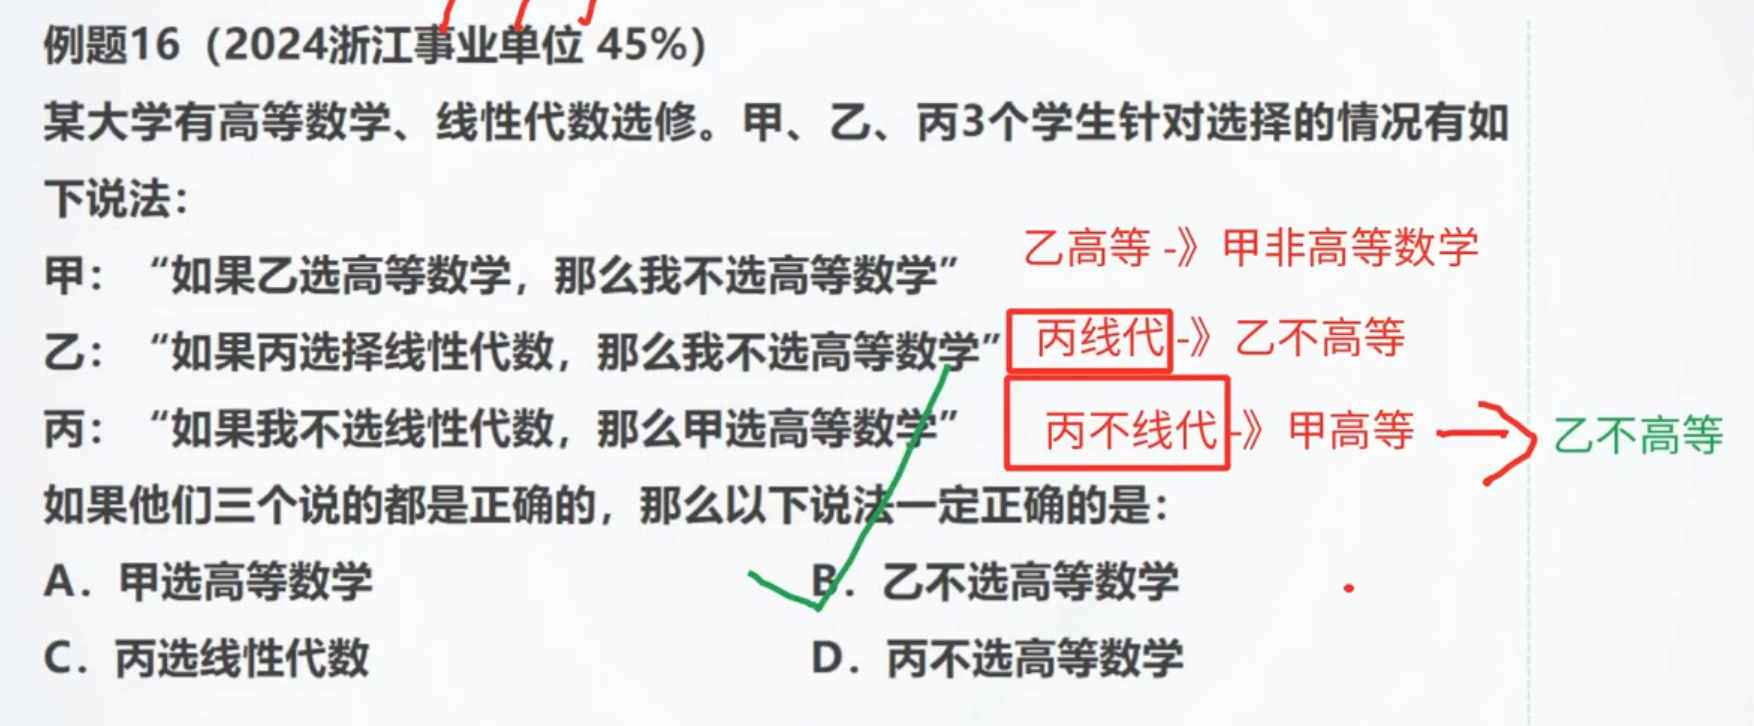 例题16（2024浙江事业单位 45%）
某大学有高等数学、线性代数选修。甲、乙、丙3个学生针对选择的情况有如
下说法：
甲：“如果乙选高等数学，那么我不选高等数学”
乙高等 -》甲非高等数学
乙：“如果丙选择线性代数，那么我不选高等数学”
丙线代 -》乙不高等
丙：“如果我不选线性代数，那么甲选高等数学”
丙不线代 -》甲高等
乙不高等
如果他们三个说的都是正确的，那么以下说法一定正确的是：
A．甲选高等数学
B．乙不选高等数学
C．丙选线性代数
D．丙不选高等数学